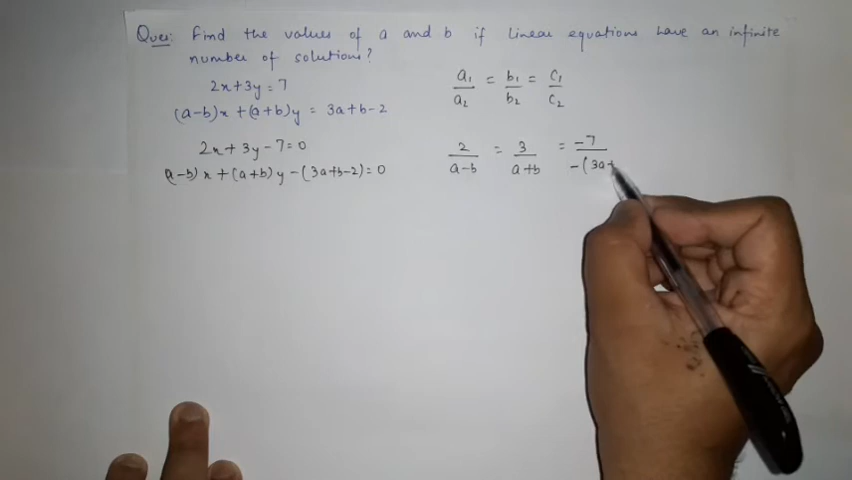 Ques: Find the values of a and b if linear equations have an infinite
number of solutions?
2x+3y=7
(a-b)x+(a+b)y = 3a+b-2
2x+3y-7=0
(a-b)x+(a+b)y-(3a+b-2)=0
a₁/a₂ = b₁/b₂ = c₁/c₂
2/(a-b) = 3/(a+b) = -7/-(3a+